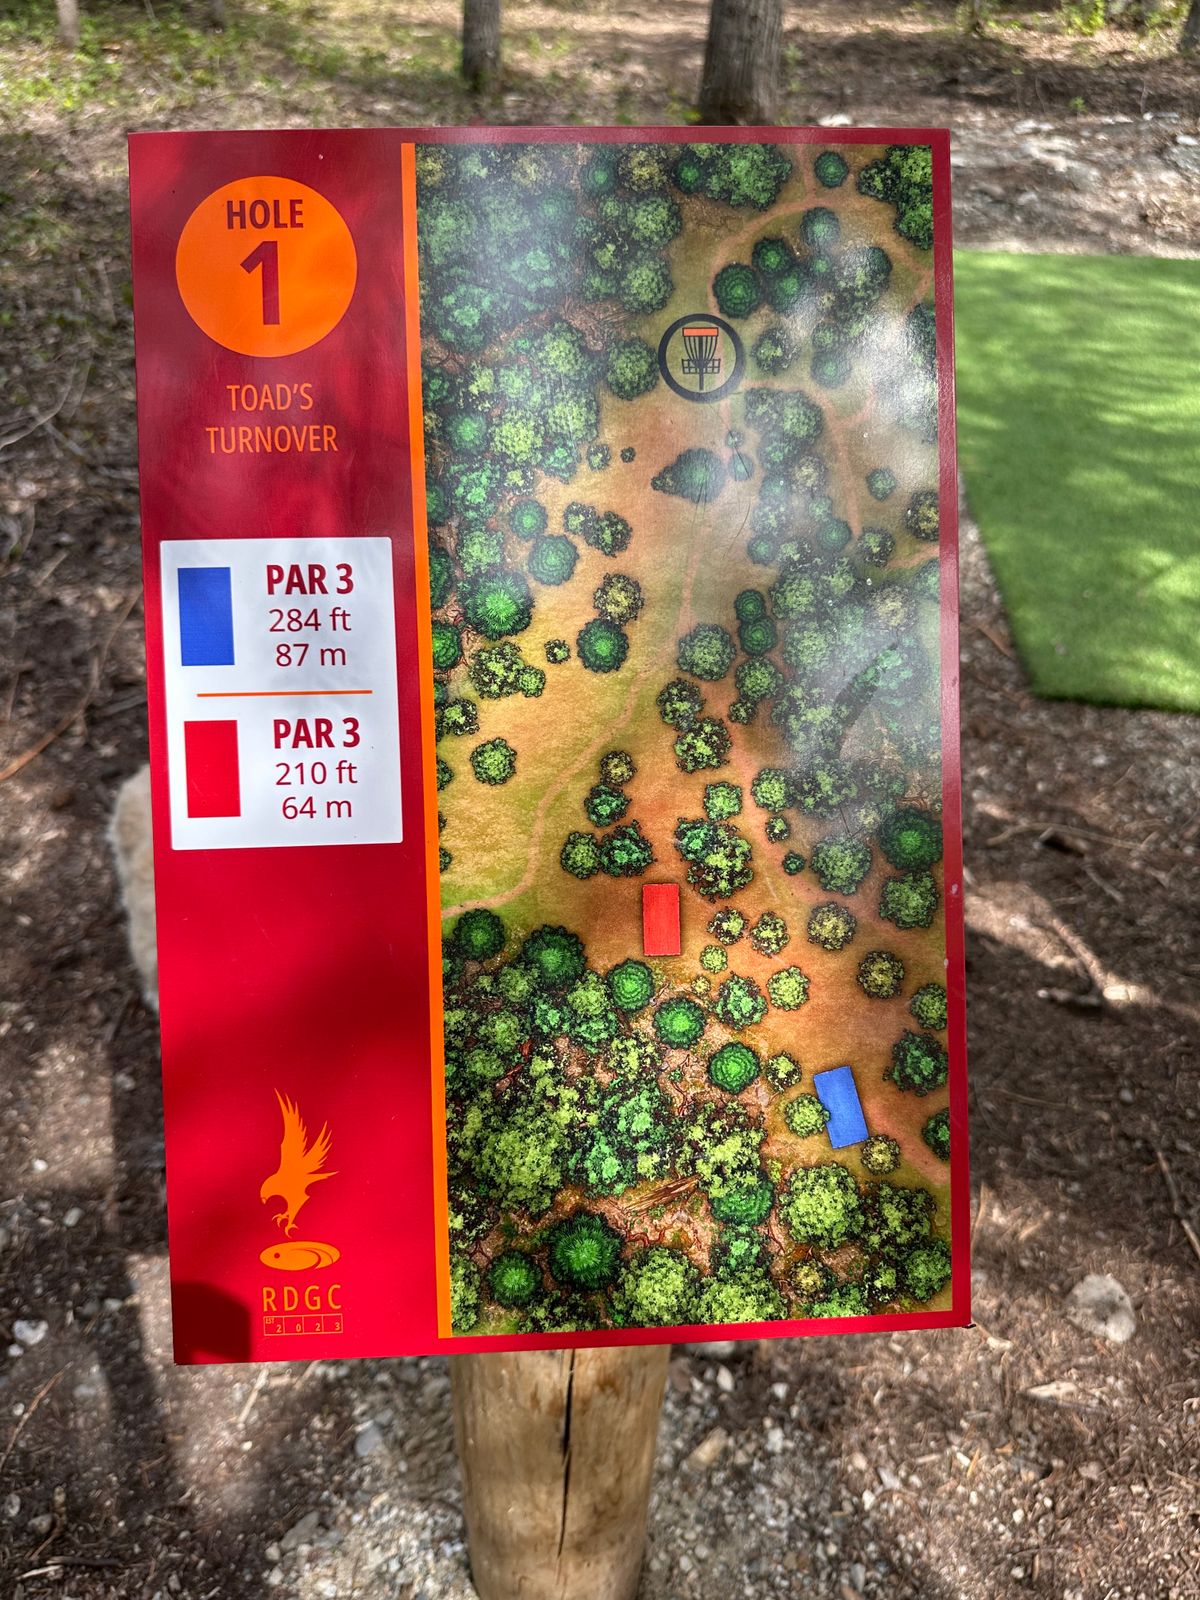 HOLE
1
TOAD'S
TURNOVER
PAR 3
284 ft
87 m
PAR 3
210 ft
64 m
RDGC
EST
2023